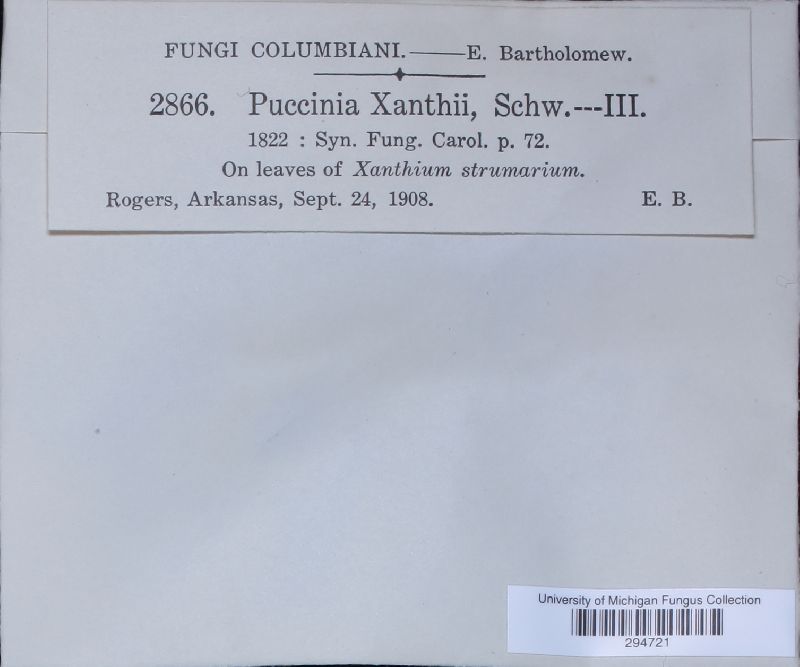 FUNGI COLUMBIANI.——E. Bartholomew.
2866. Puccinia Xanthii, Schw.---III.
1822 : Syn. Fung. Carol. p. 72.
On leaves of Xanthium strumarium.
Rogers, Arkansas, Sept. 24, 1908. E. B.
University of Michigan Fungus Collection
294721